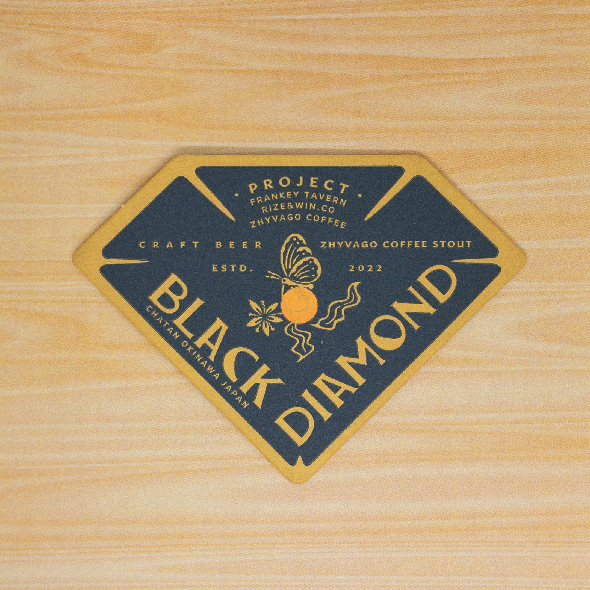 · PROJECT ·
FRANKEY TAVERN
RIZE&WIN.CO
ZHYVAGO COFFEE
CRAFT BEER
ZHYVAGO COFFEE STOUT
ESTD.
2022
BLACK
CHATAN OKINAWA JAPAN
DIAMOND